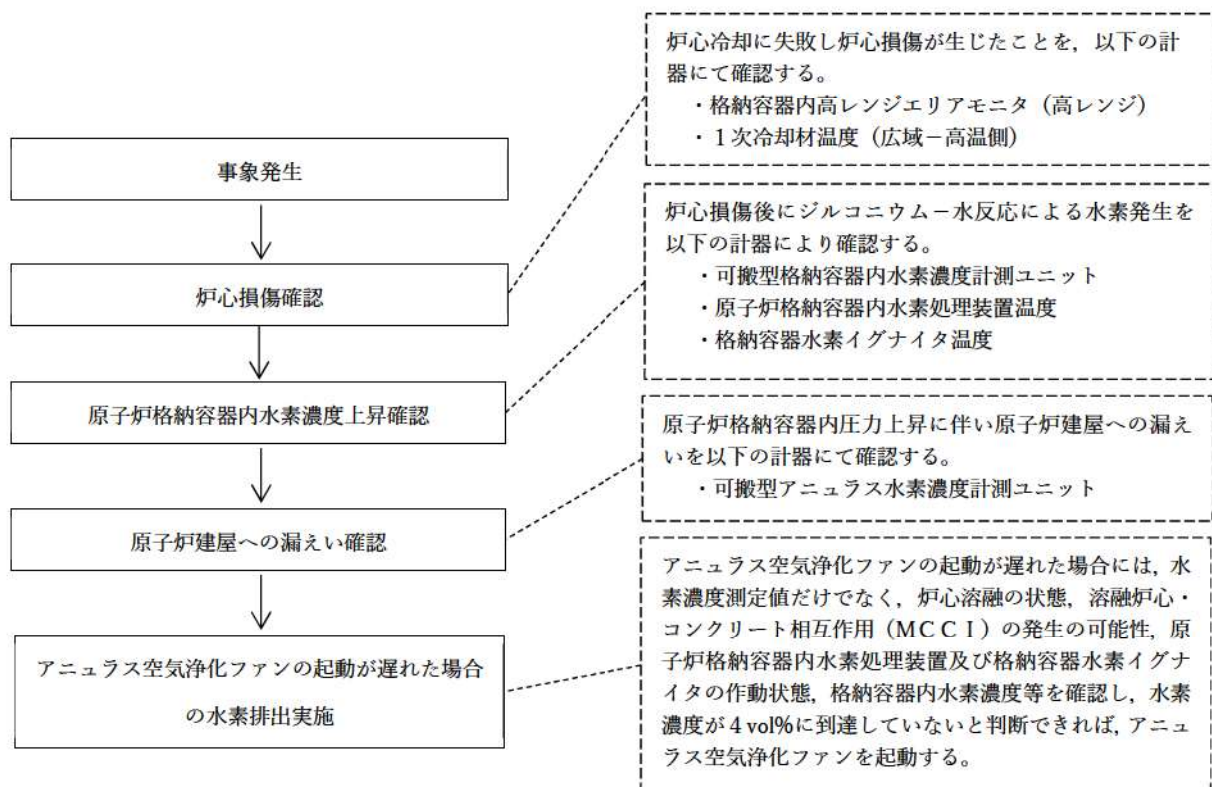 事象発生
炉心損傷確認
原子炉格納容器内水素濃度上昇確認
原子炉建屋への漏えい確認
アニュラス空気浄化ファンの起動が遅れた場合
の水素排出実施
炉心冷却に失敗し炉心損傷が生じたことを，以下の計
器にて確認する。
・格納容器内高レンジエリアモニタ（高レンジ）
・１次冷却材温度（広域－高温側）
炉心損傷後にジルコニウム－水反応による水素発生を
以下の計器により確認する。
・可搬型格納容器内水素濃度計測ユニット
・原子炉格納容器内水素処理装置温度
・格納容器水素イグナイタ温度
原子炉格納容器内圧力上昇に伴い原子炉建屋への漏え
いを以下の計器にて確認する。
・可搬型アニュラス水素濃度計測ユニット
アニュラス空気浄化ファンの起動が遅れた場合には，水
素濃度測定値だけでなく，炉心溶融の状態，溶融炉心・
コンクリート相互作用（ＭＣＣＩ）の発生の可能性，原
子炉格納容器内水素処理装置及び格納容器水素イグナ
イタの作動状態，格納容器内水素濃度等を確認し，水素
濃度が４vol%に到達していないと判断できれば，アニュ
ラス空気浄化ファンを起動する。